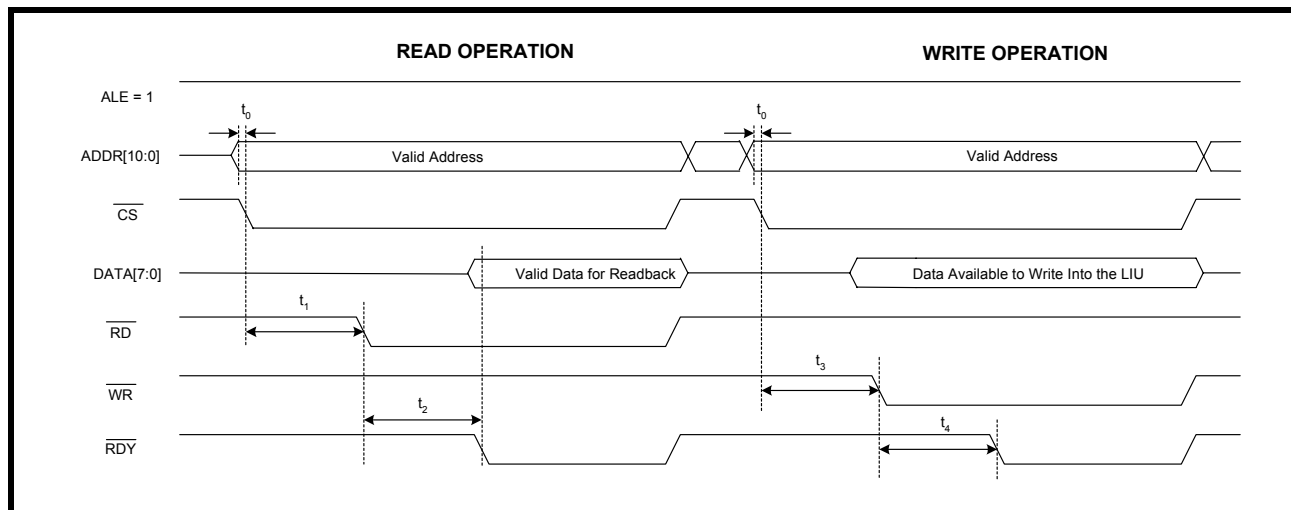 READ OPERATION WRITE OPERATION
ALE = 1
t0 t0
ADDR[10:0] Valid Address Valid Address
CS
DATA[7:0] Valid Data for Readback Data Available to Write Into the LIU
t1
RD
t3
WR
t2 t4
RDY